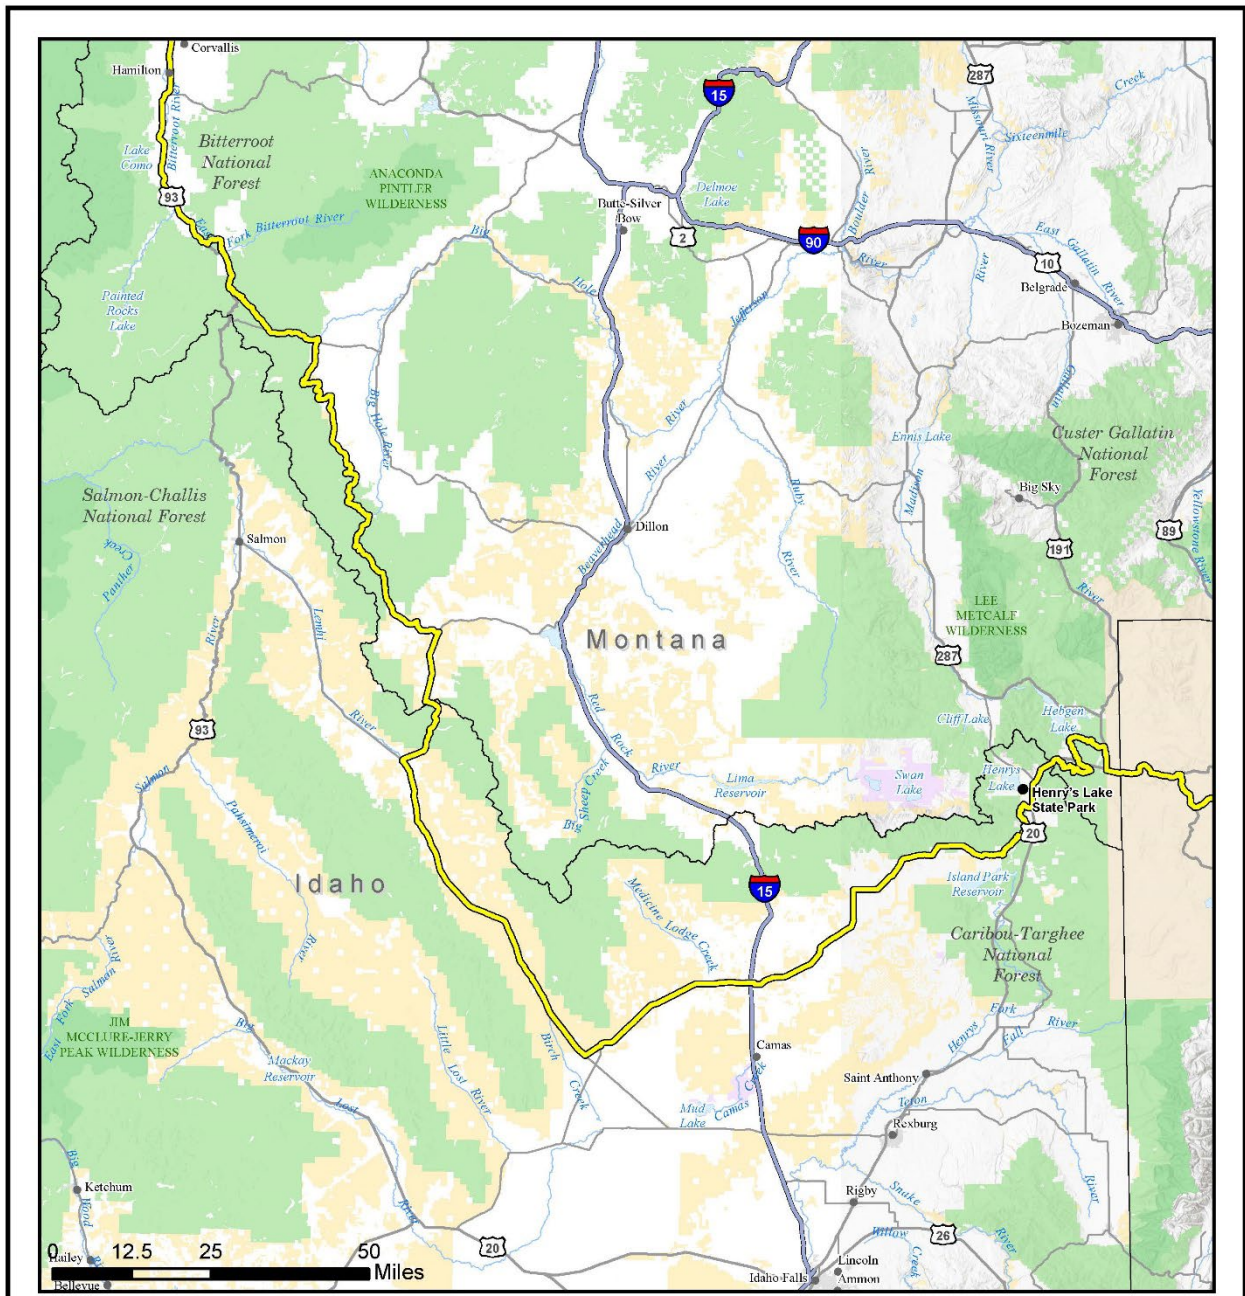 Corvallis
Hamilton
Bitterroot River
Lake
Como
Bitterroot
National
Forest
93
East
Fork Bitterroot River
ANACONDA
PINTLER
WILDERNESS
Painted
Rocks
Lake
15
287
Missouri River
Sixteenmile
Creek
Delmoe
Lake
Butte-Silver
Bow
2
90
Boulder
River
River
River
East
Gallatin
River
10
Belgrade
Bozeman
Gallatin
Big
Hole
Jefferson
River
Big Hole River
River
Ennis Lake
Madison
Custer Gallatin
National
Forest
Big Sky
191
89
Yellowstone River
River
Ruby
River
Dillon
Beaverhead
Salmon-Challis
National Forest
Panther
Creek
Salmon
Lemhi
River
River
93
Salmon
Montana
LEE
METCALF
WILDERNESS
287
Cliff Lake
Hebgen
Lake
Henrys
Lake
Henry's Lake
State Park
20
Red
Rock
River
Lima
Reservoir
Swan
Lake
Big Sheep Creek
Pahsimeroi
River
Idaho
15
Island Park
Reservoir
Medicine Lodge Creek
Caribou-Targhee
National
Forest
East Fork Salmon River
JIM
MCCLURE-JERRY
PEAK WILDERNESS
Big
Mackay
Reservoir
Lost
River
Little Lost River
Birch
Creek
Camas
Mud
Lake
Camas Creek
Henrys
Fork
Fall
River
Saint Anthony
Teton
River
Rexburg
Rigby
Snake
River
Willow
Creek
26
Lincoln
Ammon
Idaho Falls
20
Ketchum
Big
Wood
Hailey
Bellevue
0 12.5 25 50
Miles